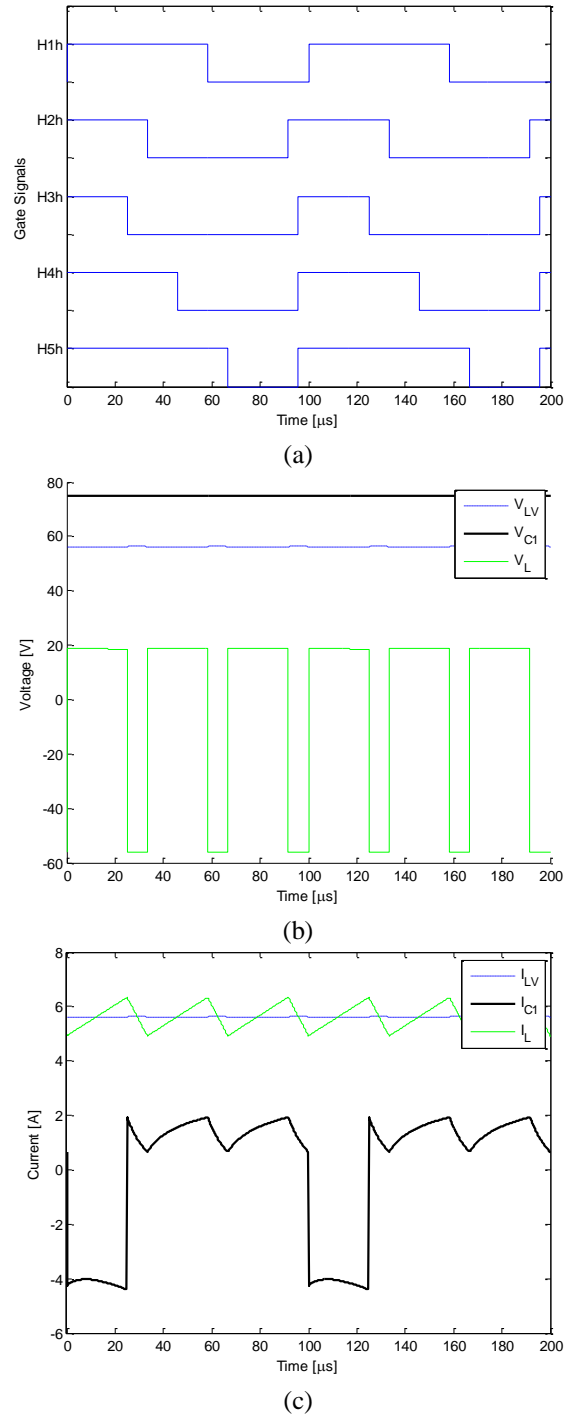 H1h
H2h
H3h
H4h
H5h
Gate Signals
0 20 40 60 80 100 120 140 160 180 200
Time [μs]
(a)
80
60
40
20
0
-20
-40
-60
Voltage [V]
V_LV
V_C1
V_L
0 20 40 60 80 100 120 140 160 180 200
Time [μs]
(b)
8
6
4
2
0
-2
-4
-6
Current [A]
I_LV
I_C1
I_L
0 20 40 60 80 100 120 140 160 180 200
Time [μs]
(c)